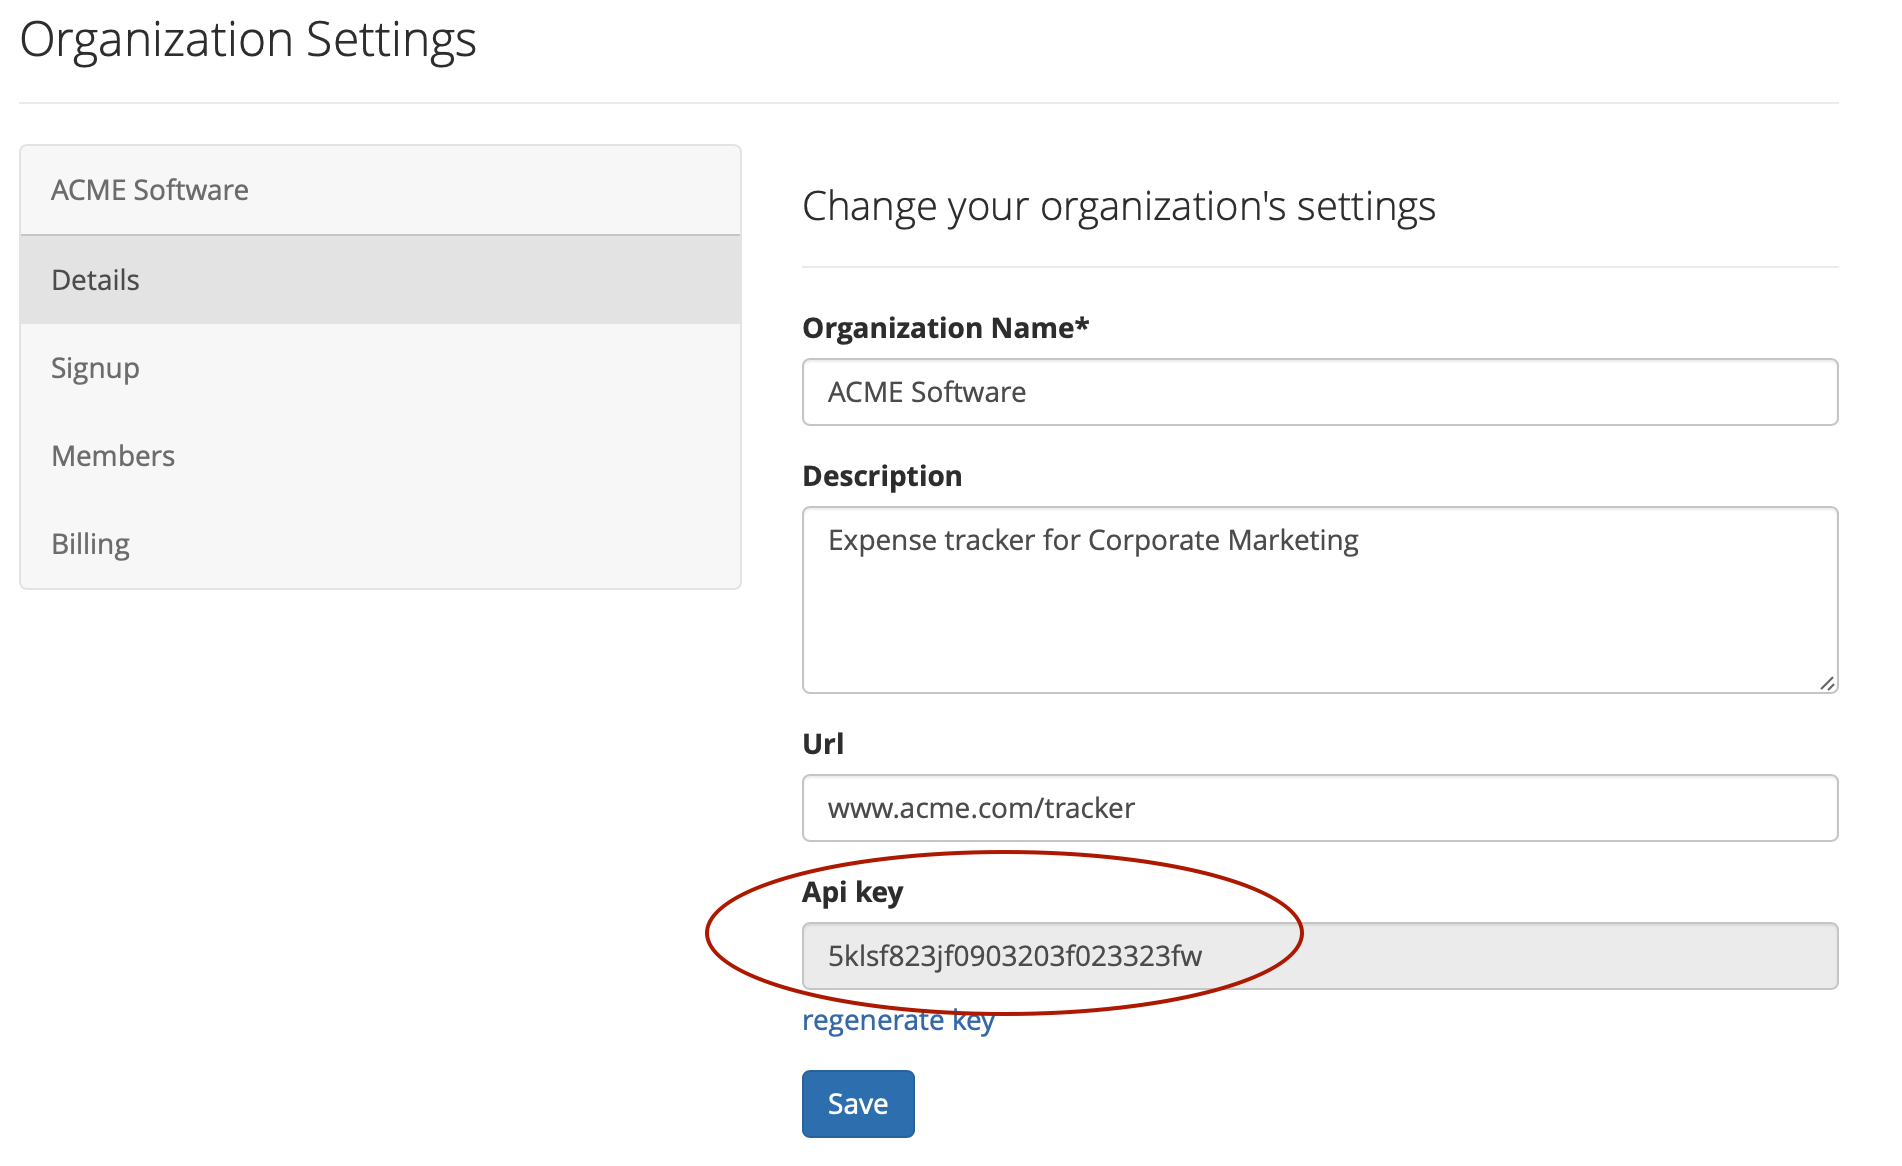 Organization Settings
ACME Software
Details
Signup
Members
Billing
Change your organization's settings
Organization Name*
ACME Software
Description
Expense tracker for Corporate Marketing
Url
www.acme.com/tracker
Api key
5klsf823jf0903203f023323fw
regenerate key
Save